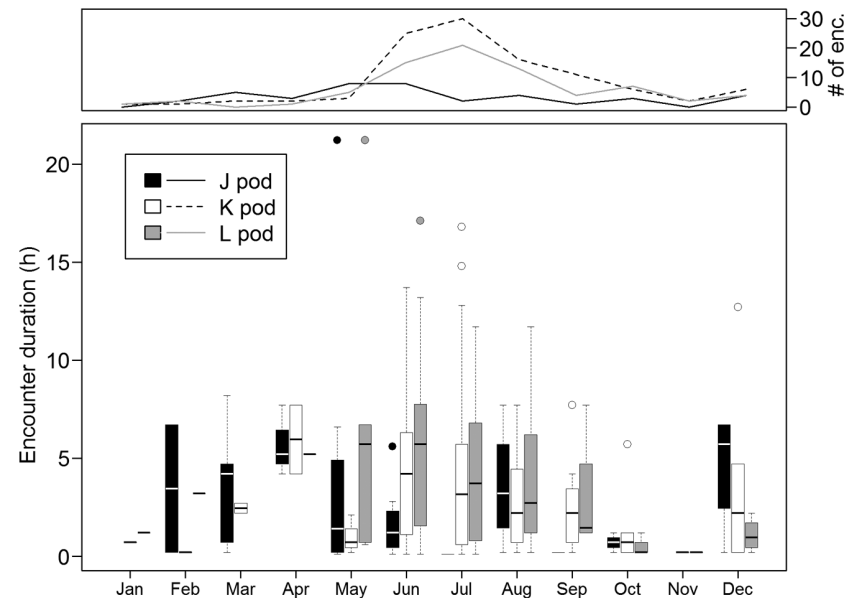 30
20
10
0
# of enc.
20
15
10
5
0
Encounter duration (h)
J pod
K pod
L pod
Jan Feb Mar Apr May Jun Jul Aug Sep Oct Nov Dec